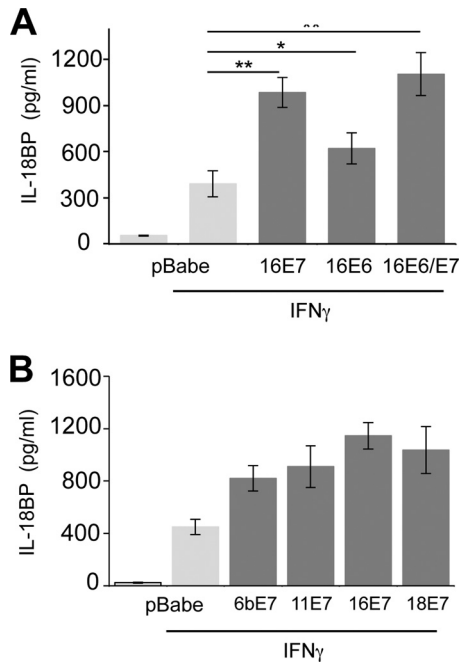 A
**
*
**
IL-18BP (pg/ml)
1200
900
600
300
0
pBabe 16E7 16E6 16E6/E7
IFNγ
B
IL-18BP (pg/ml)
1600
1200
800
400
0
pBabe 6bE7 11E7 16E7 18E7
IFNγ